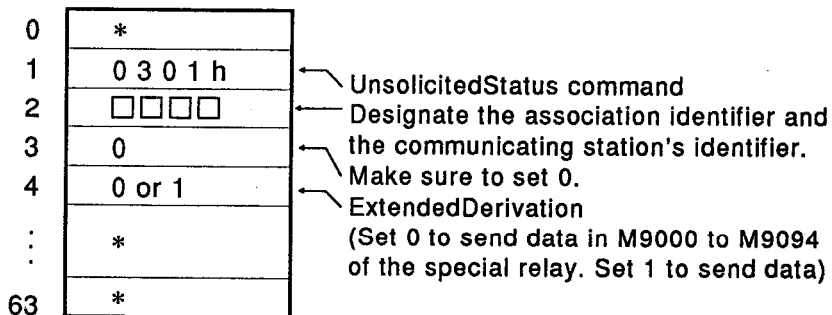 0 *
1 0301h
UnsolicitedStatus command
2 □□□□
Designate the association identifier and
3 0
the communicating station's identifier.
Make sure to set 0.
4 0 or 1
ExtendedDerivation
(Set 0 to send data in M9000 to M9094
⋮ *
of the special relay. Set 1 to send data)
63 *